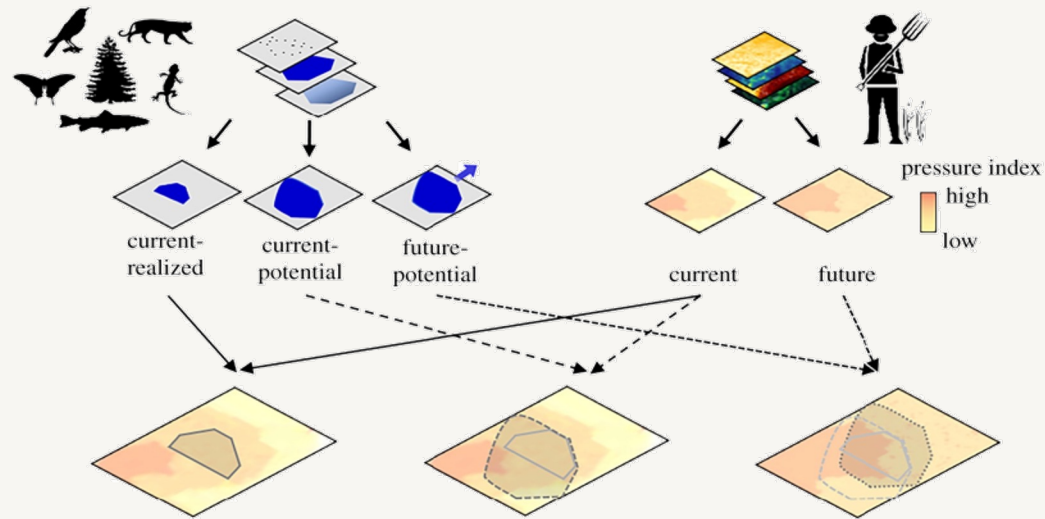 pressure index
high
low
current-
realized
current-
potential
future-
potential
current
future